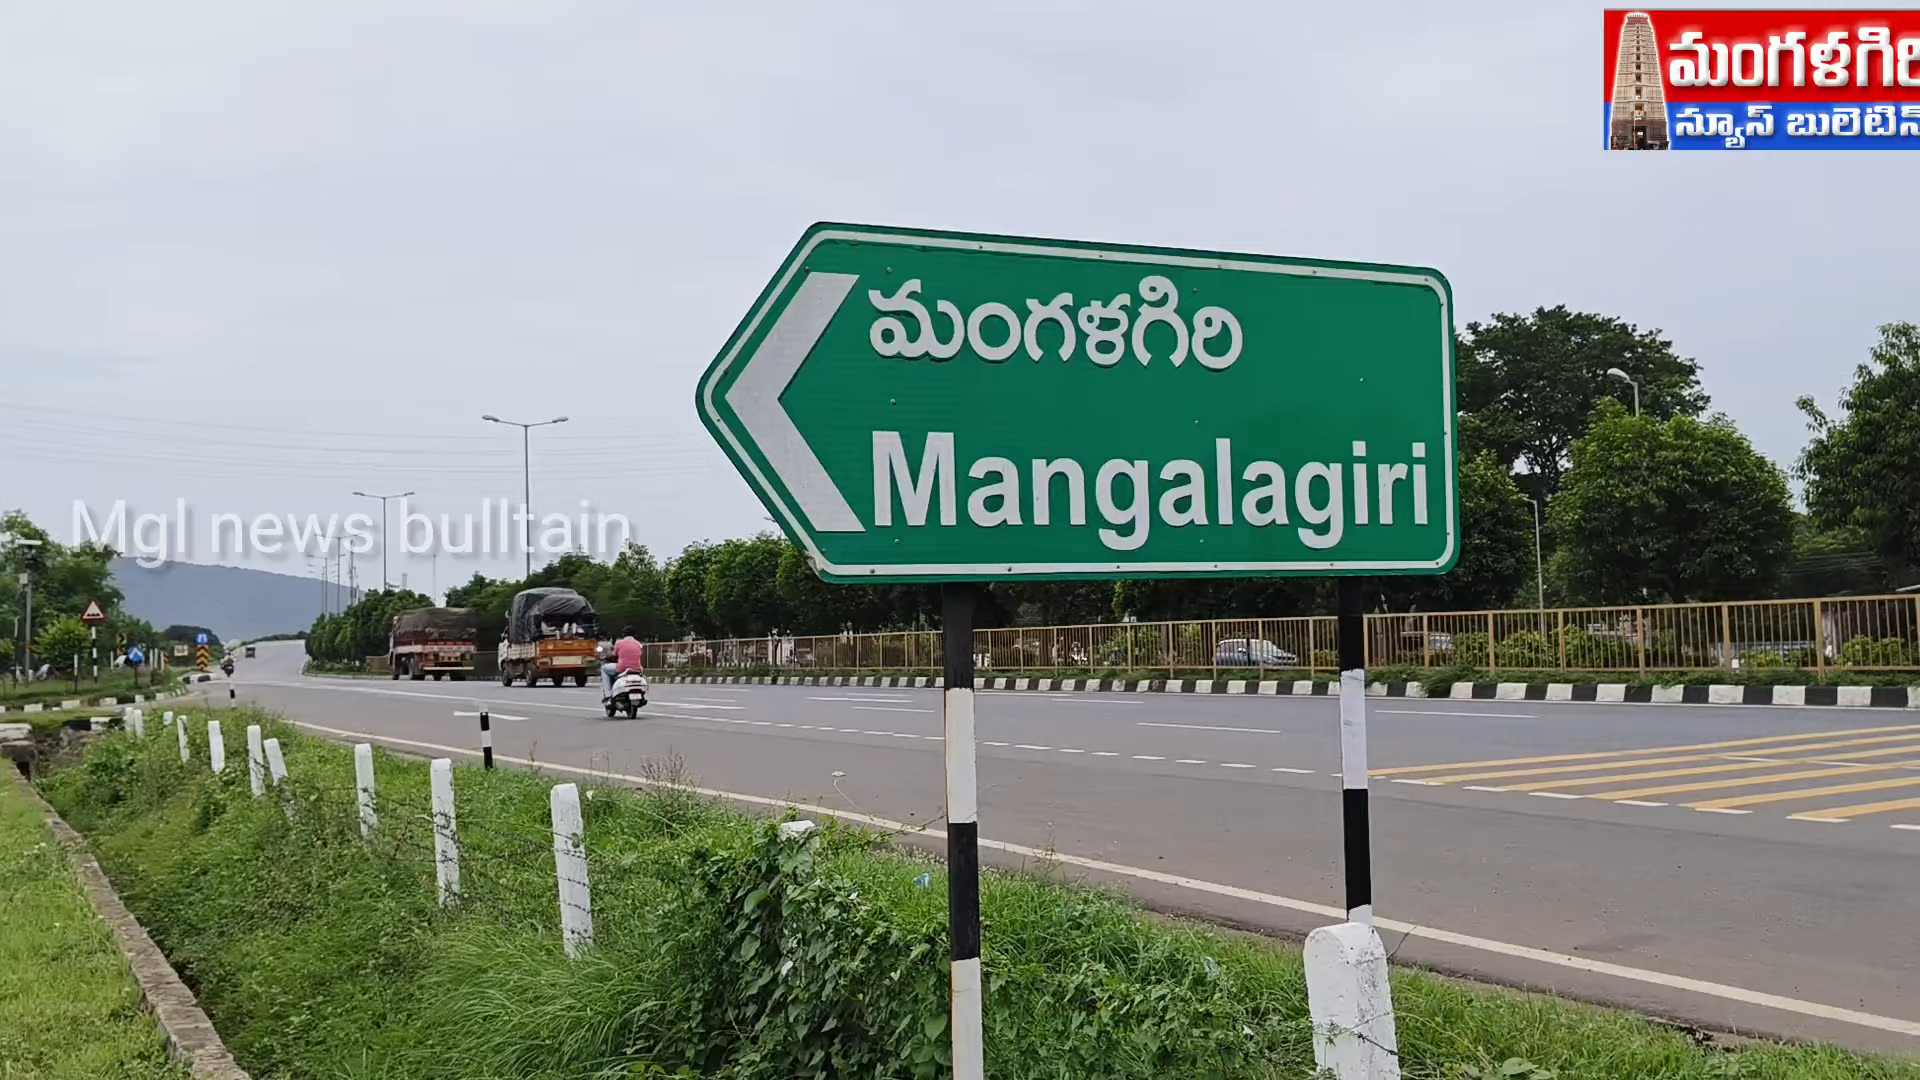 మంగళగిరి
న్యూస్ బులెటిన్
మంగళగిరి
Mangalagiri
Mgl news bulltain